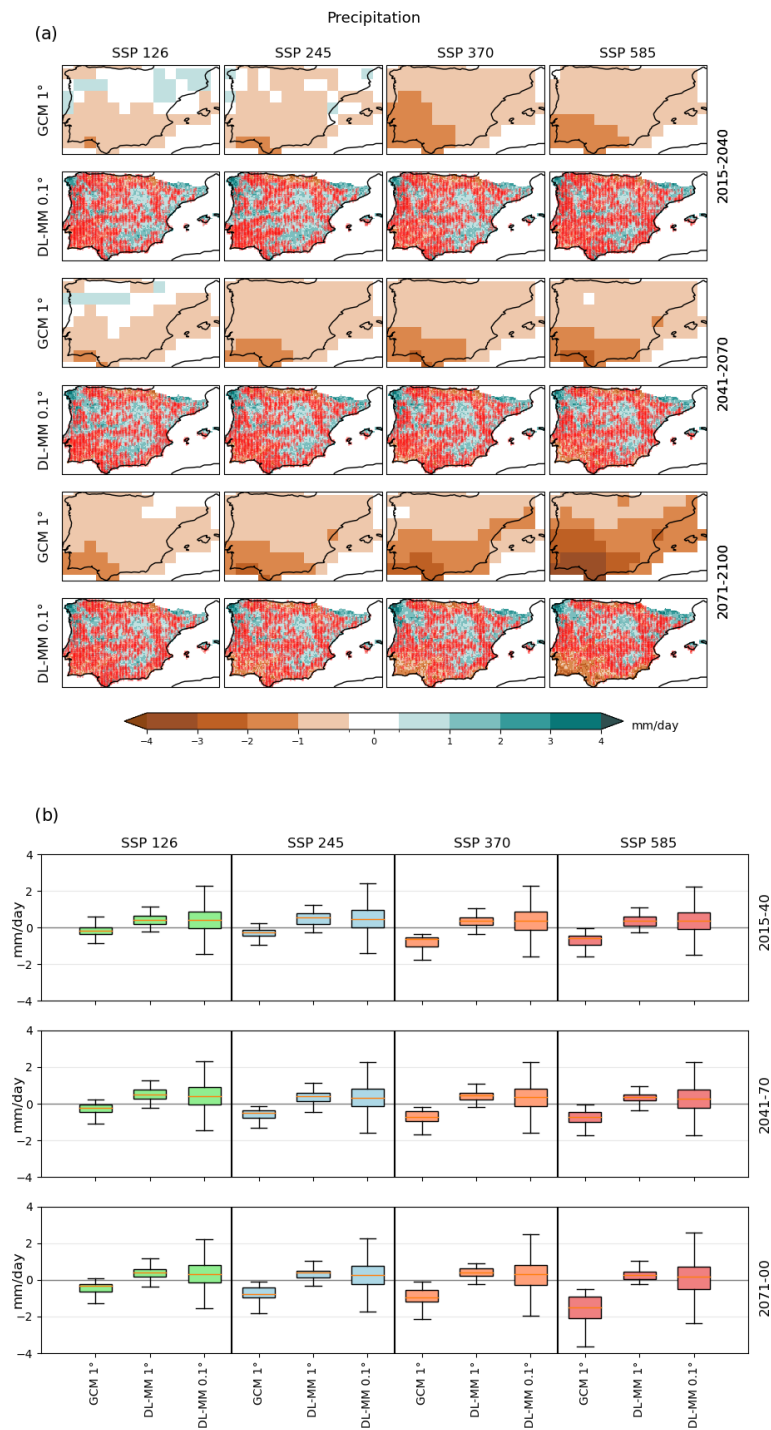 Precipitation
(a)
SSP 126 SSP 245 SSP 370 SSP 585
GCM 1°
2015-2040
DL-MM 0.1°
GCM 1°
2041-2070
DL-MM 0.1°
GCM 1°
2071-2100
DL-MM 0.1°
−4 −3 −2 −1 0 1 2 3 4 mm/day
(b)
SSP 126 SSP 245 SSP 370 SSP 585
4
2
0
−2
−4
mm/day
2015-40
4
2
0
−2
−4
mm/day
2041-70
4
2
0
−2
−4
mm/day
2071-00
GCM 1° DL-MM 1° DL-MM 0.1° GCM 1° DL-MM 1° DL-MM 0.1° GCM 1° DL-MM 1° DL-MM 0.1° GCM 1° DL-MM 1° DL-MM 0.1°